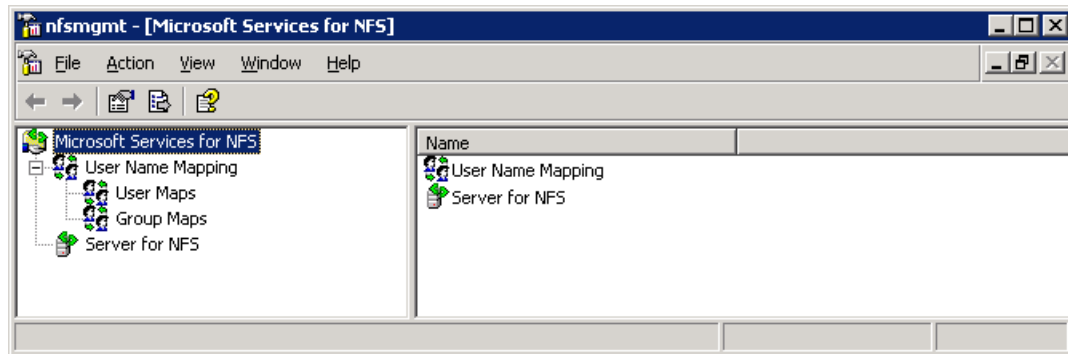 nfsmgmt - [Microsoft Services for NFS]
File Action View Window Help
Microsoft Services for NFS
User Name Mapping
User Maps
Group Maps
Server for NFS
Name
User Name Mapping
Server for NFS